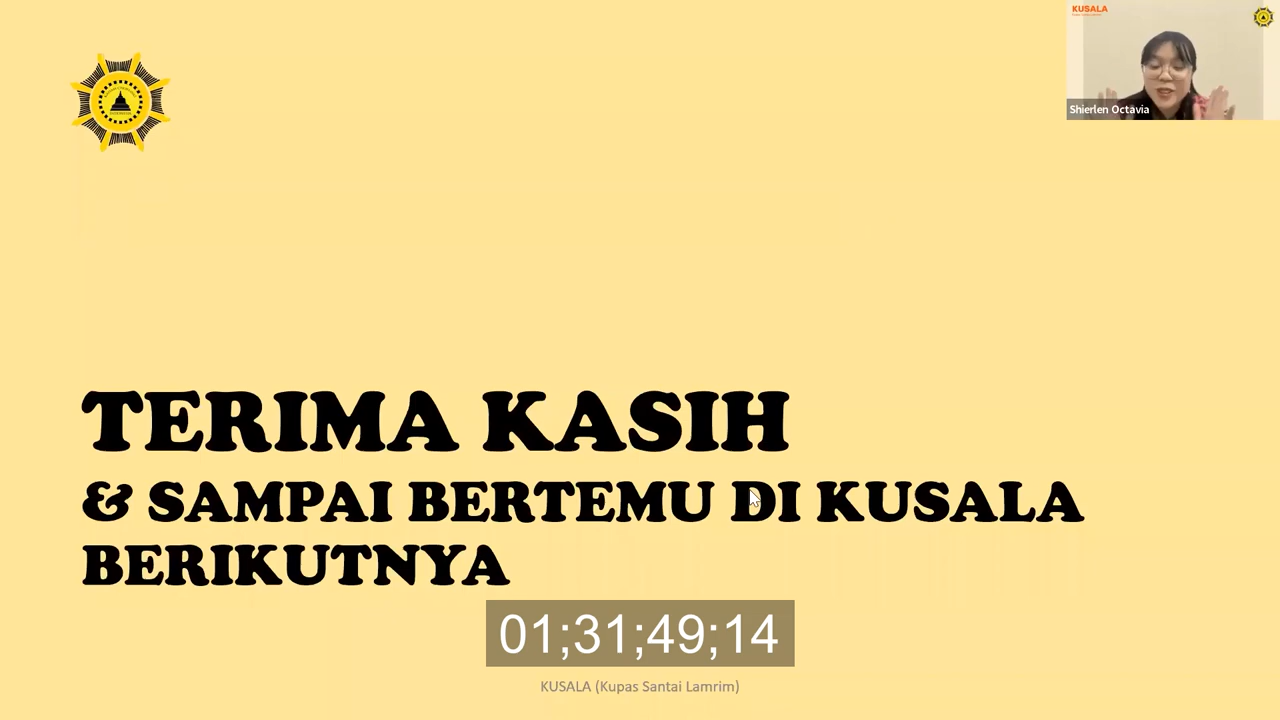 KUSALA
Shierlen Octavia
TERIMA KASIH
& SAMPAI BERTEMU DI KUSALA
BERIKUTNYA
01;31;49;14
KUSALA (Kupas Santai Lamrim)